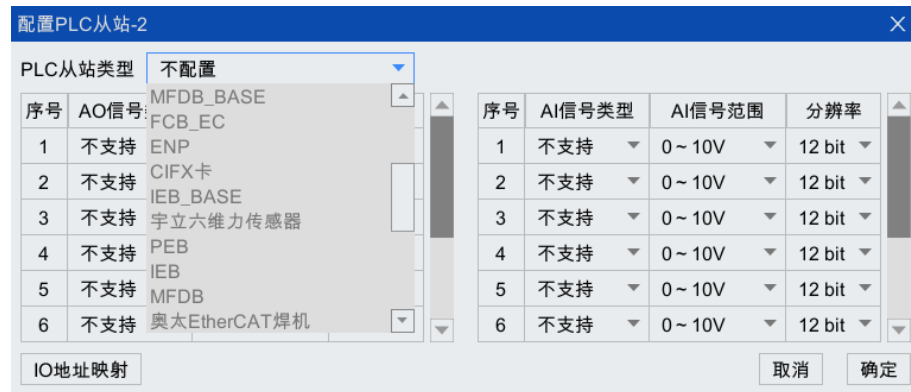 配置PLC从站-2
PLC从站类型 不配置
MFDB_BASE
FCB_EC
ENP
CIFX卡
IEB_BASE
宇立六维力传感器
PEB
IEB
MFDB
奥太EtherCAT焊机
序号 AO信号
1 不支持
2 不支持
3 不支持
4 不支持
5 不支持
6 不支持
序号 AI信号类型 AI信号范围 分辨率
1 不支持 0~10V 12 bit
2 不支持 0~10V 12 bit
3 不支持 0~10V 12 bit
4 不支持 0~10V 12 bit
5 不支持 0~10V 12 bit
6 不支持 0~10V 12 bit
IO地址映射 取消 确定